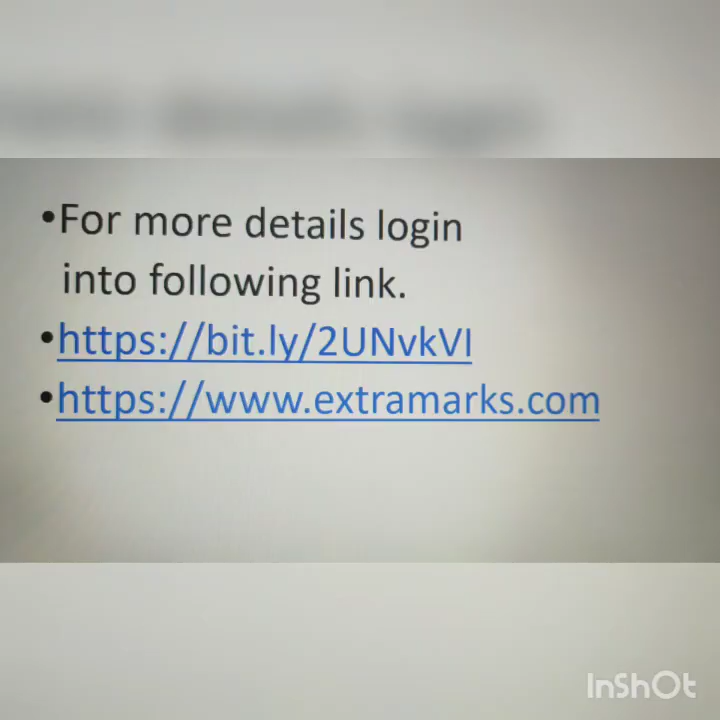 •For more details login
into following link.
•https://bit.ly/2UNvkVI
•https://www.extramarks.com
InShOt